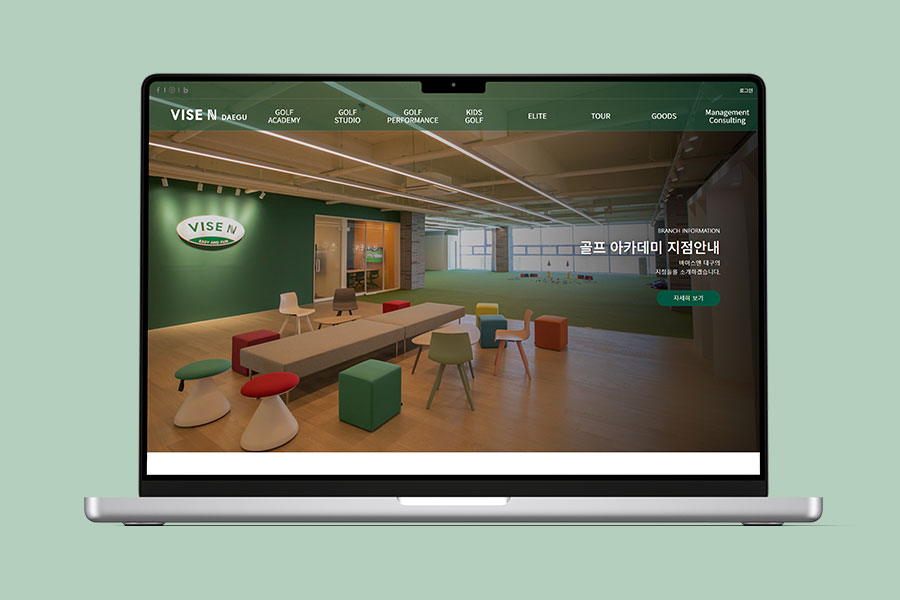 f I I b
로그인
VISE N DAEGU
GOLF
ACADEMY
GOLF
STUDIO
GOLF
PERFORMANCE
KIDS
GOLF
ELITE
TOUR
GOODS
Management
Consulting
VISE N
EASY AND FUN
BRANCH INFORMATION
골프 아카데미 지점안내
바이스앤 대구의
지점들을 소개하겠습니다.
자세히 보기